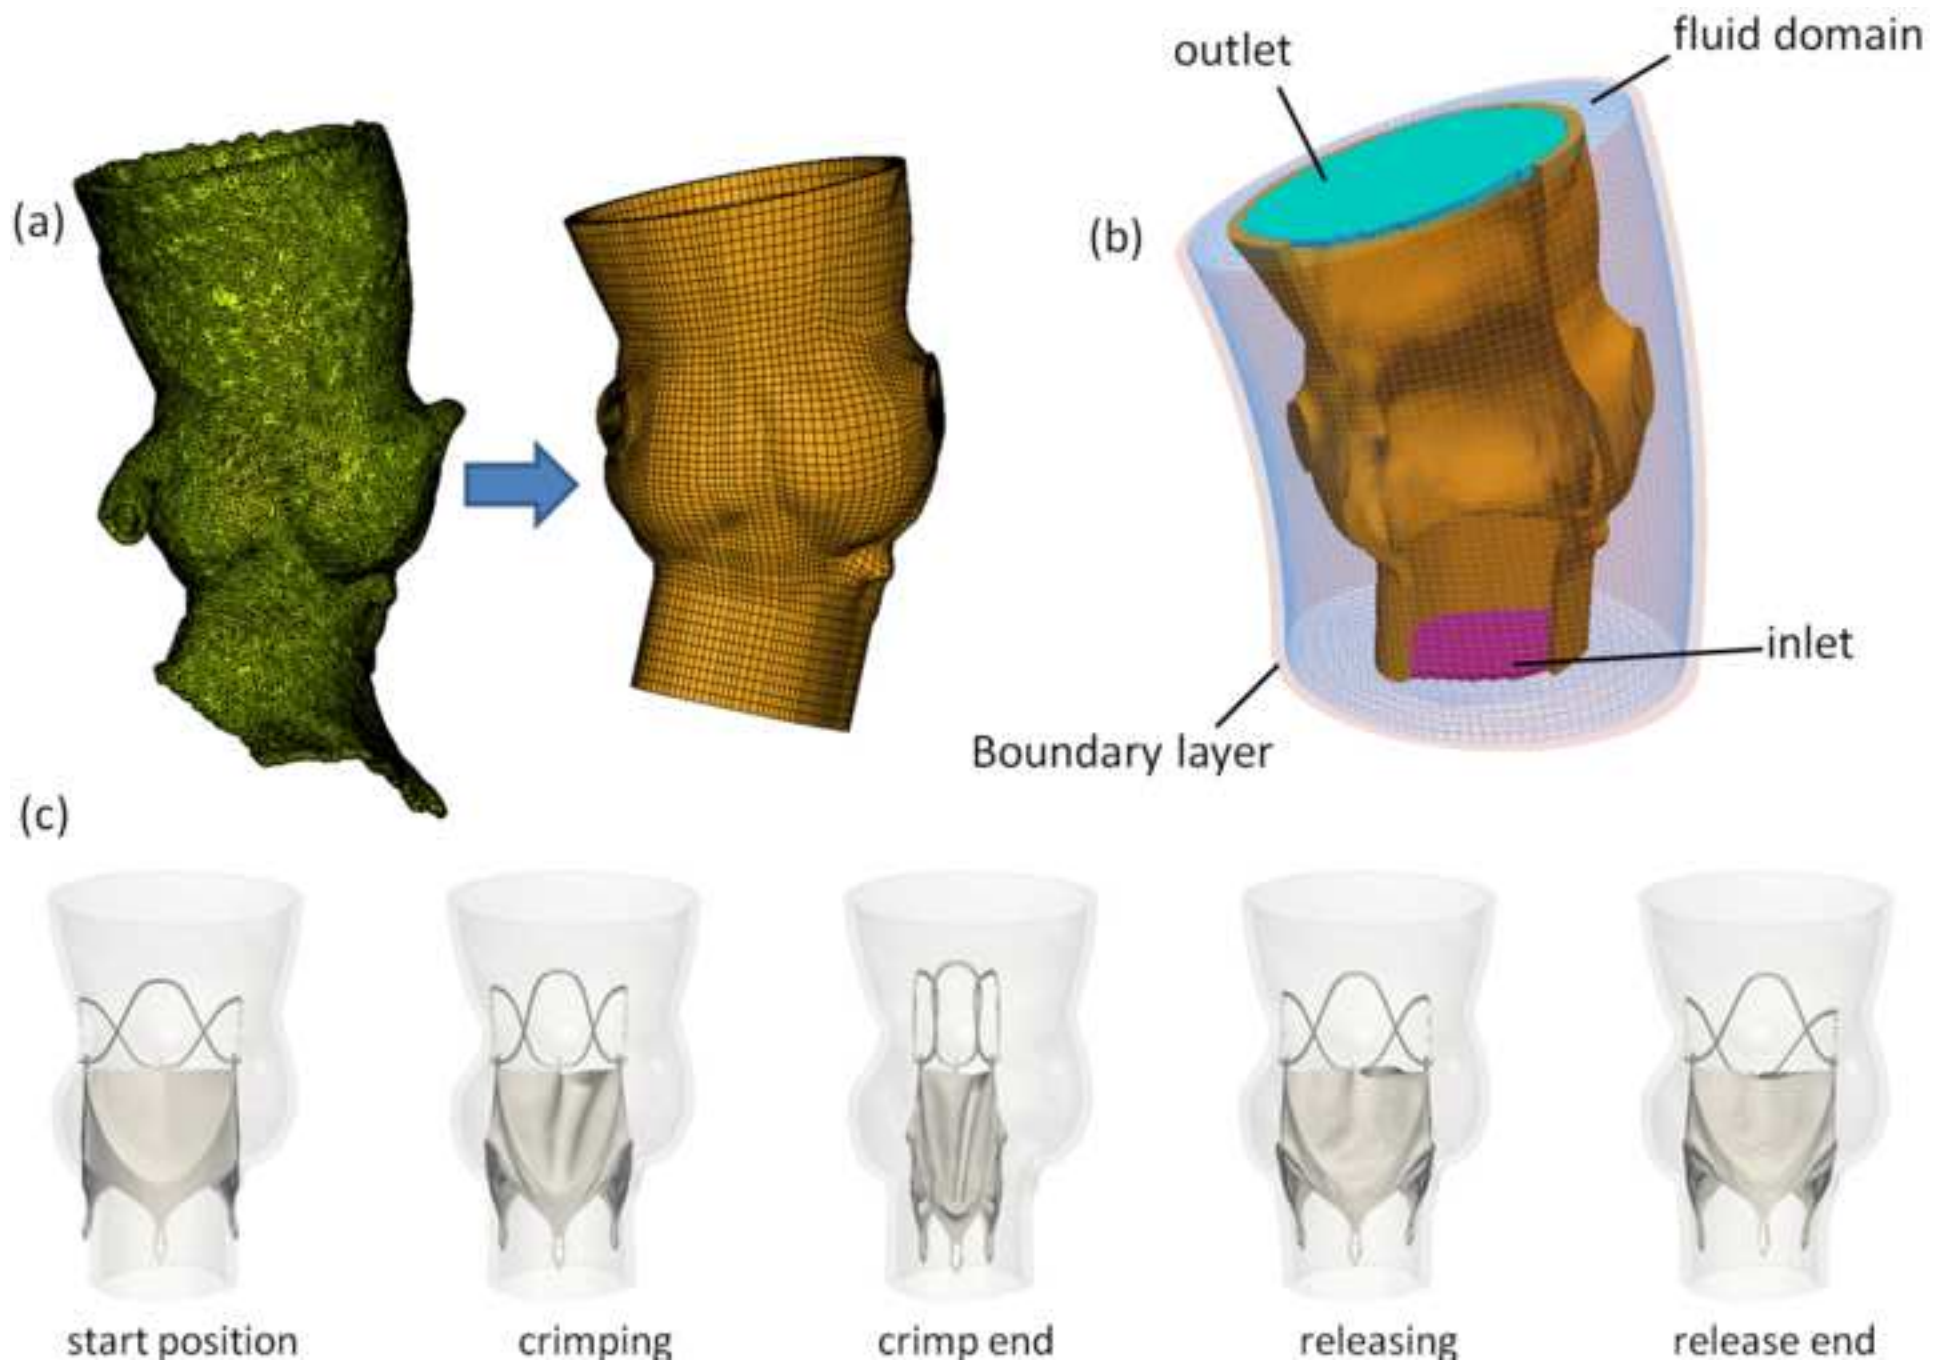 (a)
(b)
outlet
fluid domain
inlet
Boundary layer
(c)
start position
crimping
crimp end
releasing
release end